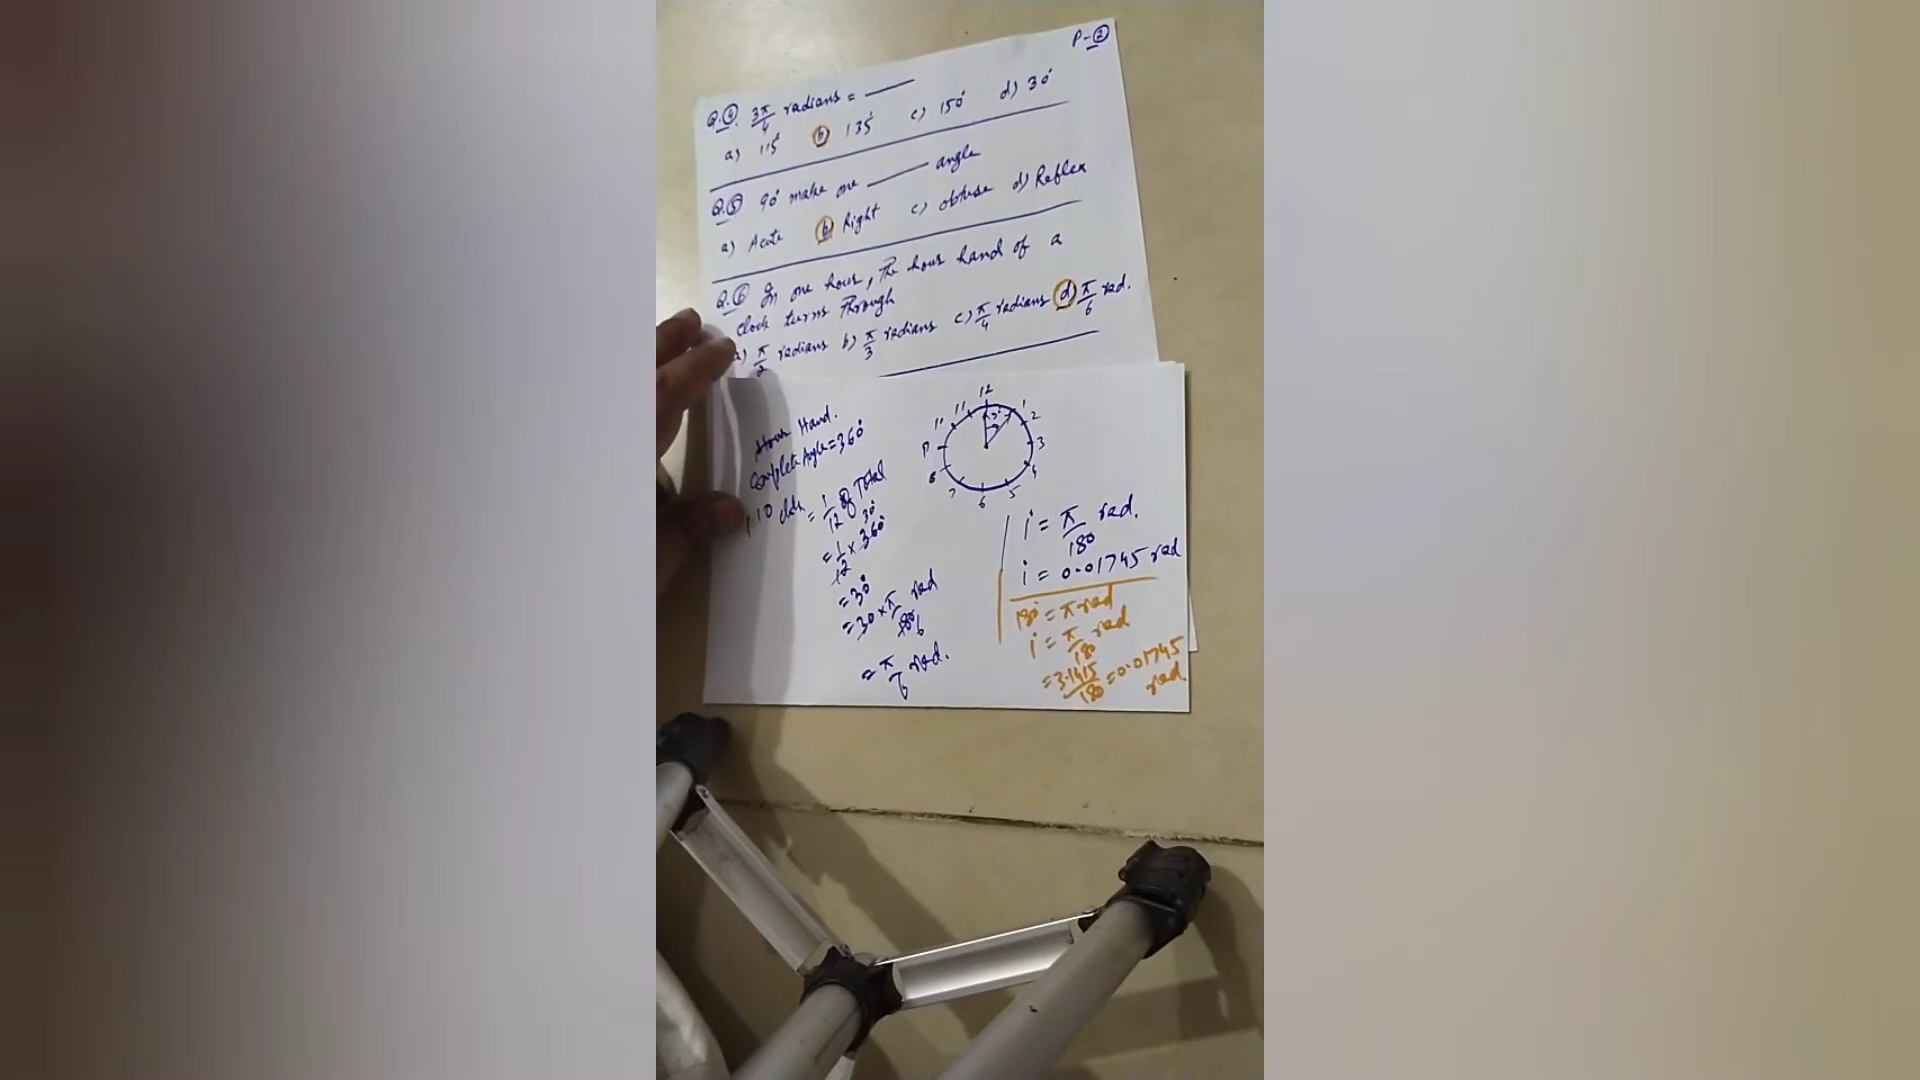 P-②
Q.④. 3π/4 radians = ____
a) 115° b) 135° c) 150° d) 30°
Q.⑤ 90° make one ____ angle
a) Acute b) Right c) obtuse d) Reflex
Q.⑥ In one hour, The hour hand of a
clock turns Through
a) π/2 radians b) π/3 radians c) π/4 radians d) π/6 rad.
Hour Hand.
Complete Angle = 360°
= 1/12 of Total
30°
= 1/12 × 360°
= 30°
= 30 × π/180 rad
6
= π/6 rad.
12
1
2
3
4
5
6
7
8
9
10
11
1° = π/180 rad.
1° = 0.01745 rad
180° = π rad
1° = π/180 rad
= 3.1415/180 = 0.01745
rad